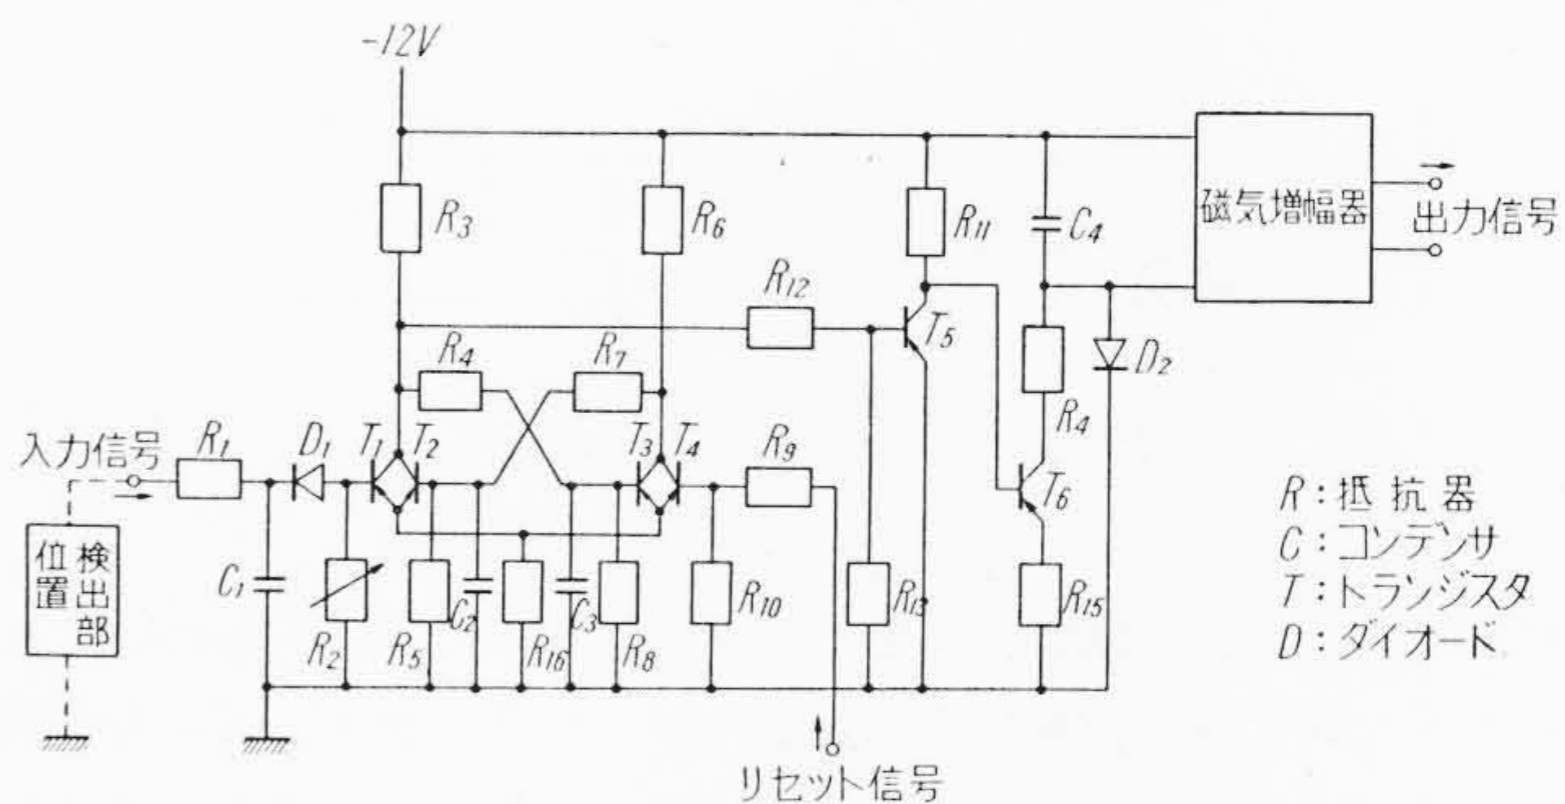 -12V
R3
R6
R11
C4
磁気増幅器
出力信号
R12
T5
R4
R7
D2
R4
入力信号
R1
D1
T1
T2
T3
T4
R9
T6
R:抵抗器
C:コンデンサ
T:トランジスタ
D:ダイオード
位置
検出部
C1
R2
R5
C2
R16
C3
R8
R10
R13
R15
リセット信号